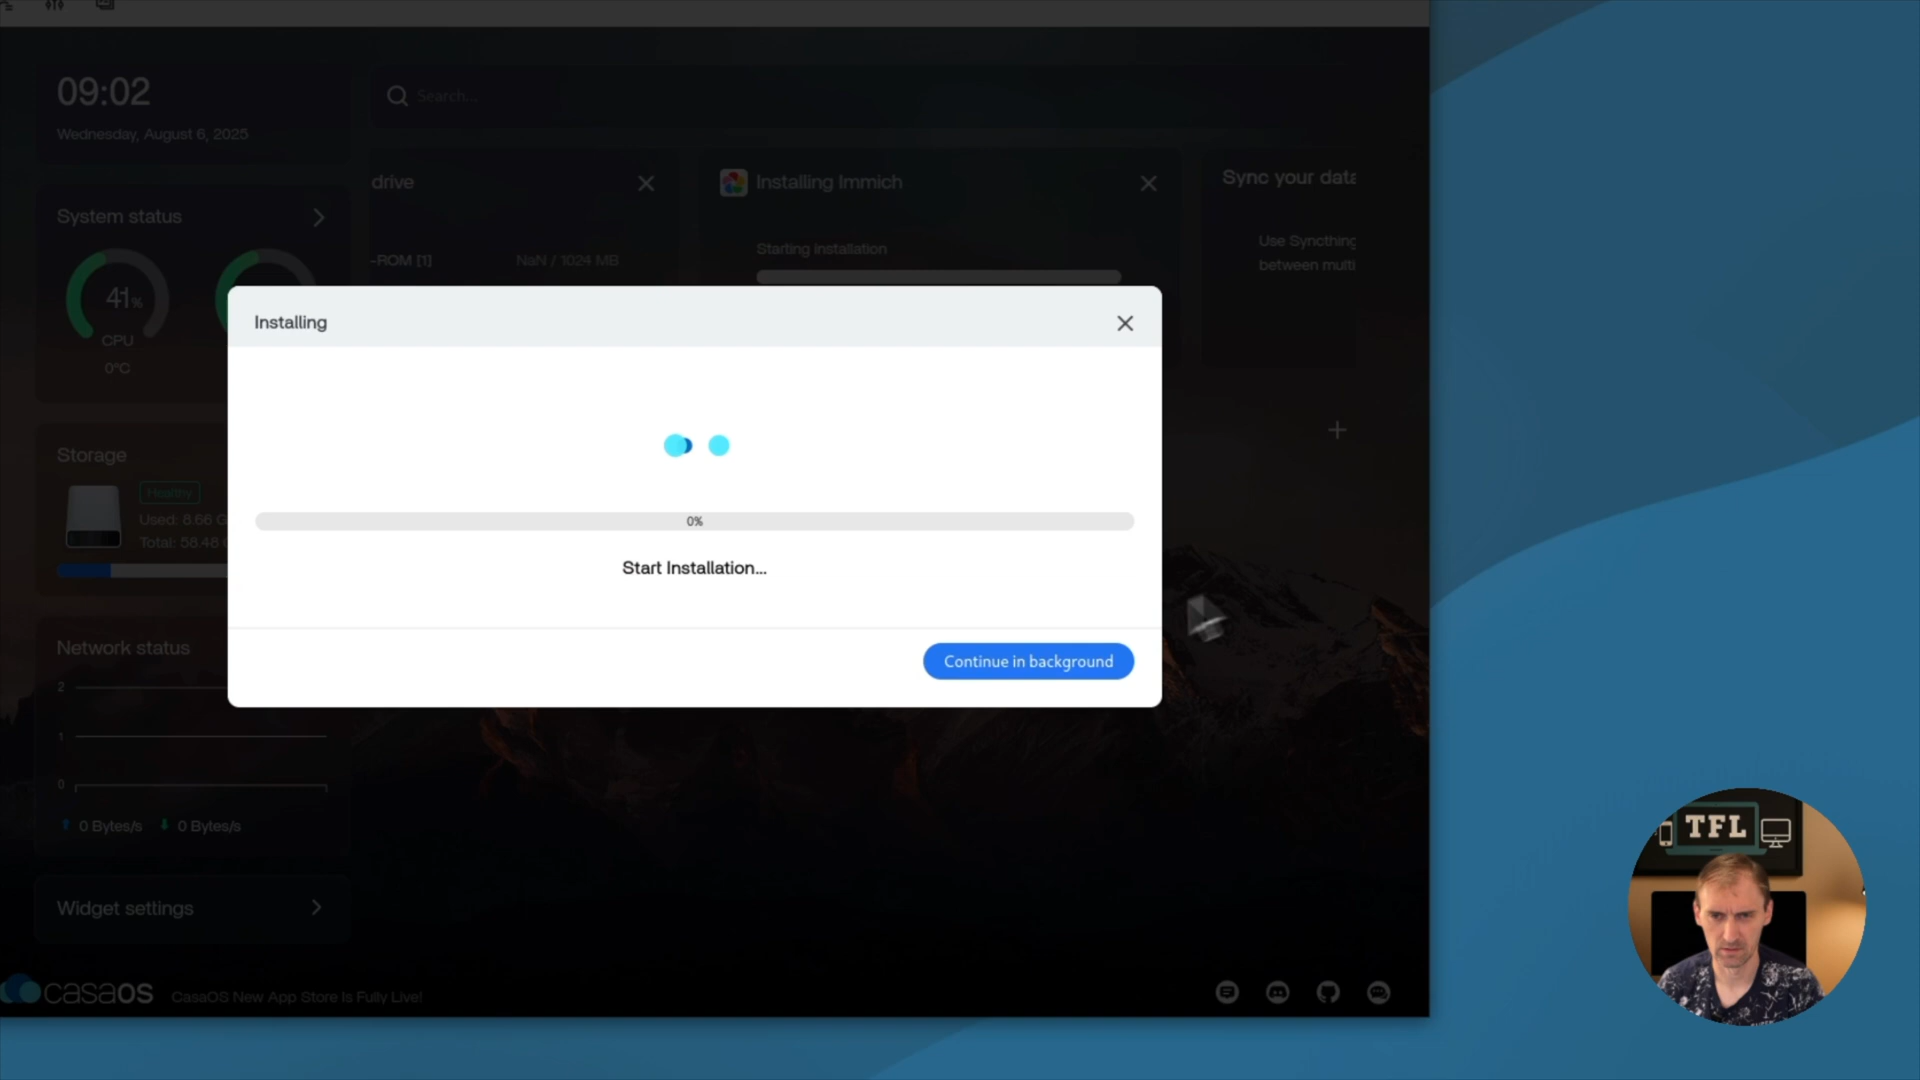 09:02
Wednesday, August 6, 2025
Search...
drive
Installing Immich
Sync your data
System status
Starting installation
Use Syncthing
between multi
-ROM [1]
NaN / 1024 MB
41%
CPU
0°C
Installing
0%
Start Installation...
Continue in background
Storage
Healthy
Used: 8.66 G
Total: 58.48
Network status
2
1
0
0 Bytes/s
0 Bytes/s
Widget settings
casaOS
CasaOS New App Store Is Fully Live!
TFL